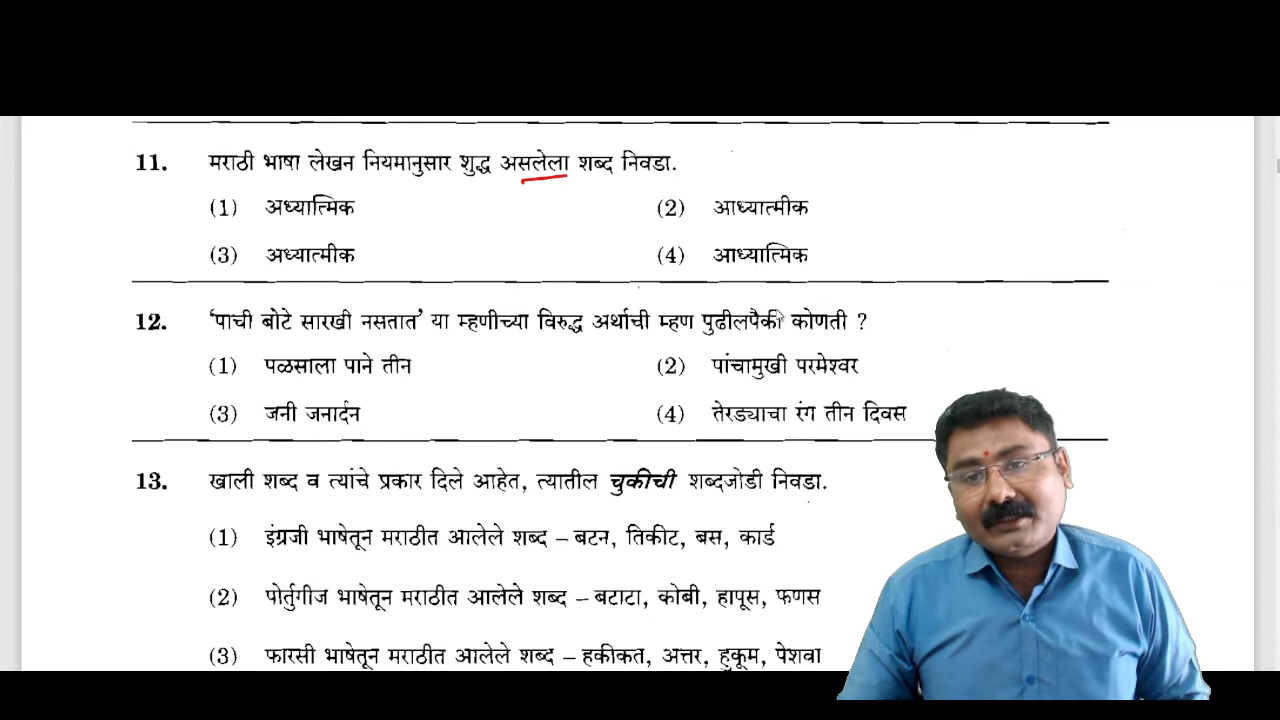 11. मराठी भाषा लेखन नियमानुसार शुद्ध असलेला शब्द निवडा.
(1) अध्यात्मिक (2) आध्यात्मीक
(3) अध्यात्मीक (4) आध्यात्मिक
12. ‘पाची बोटे सारखी नसतात’ या म्हणीच्या विरुद्ध अर्थाची म्हण पुढीलपैकी कोणती ?
(1) पळसाला पाने तीन (2) पांचामुखी परमेश्वर
(3) जनी जनार्दन (4) तेरड्याचा रंग तीन दिवस
13. खाली शब्द व त्यांचे प्रकार दिले आहेत, त्यातील चुकीची शब्दजोडी निवडा.
(1) इंग्रजी भाषेतून मराठीत आलेले शब्द – बटन, तिकीट, बस, कार्ड
(2) पोर्तुगीज भाषेतून मराठीत आलेले शब्द – बटाटा, कोबी, हापूस, फणस
(3) फारसी भाषेतून मराठीत आलेले शब्द – हकीकत, अत्तर, हुकूम, पेशवा